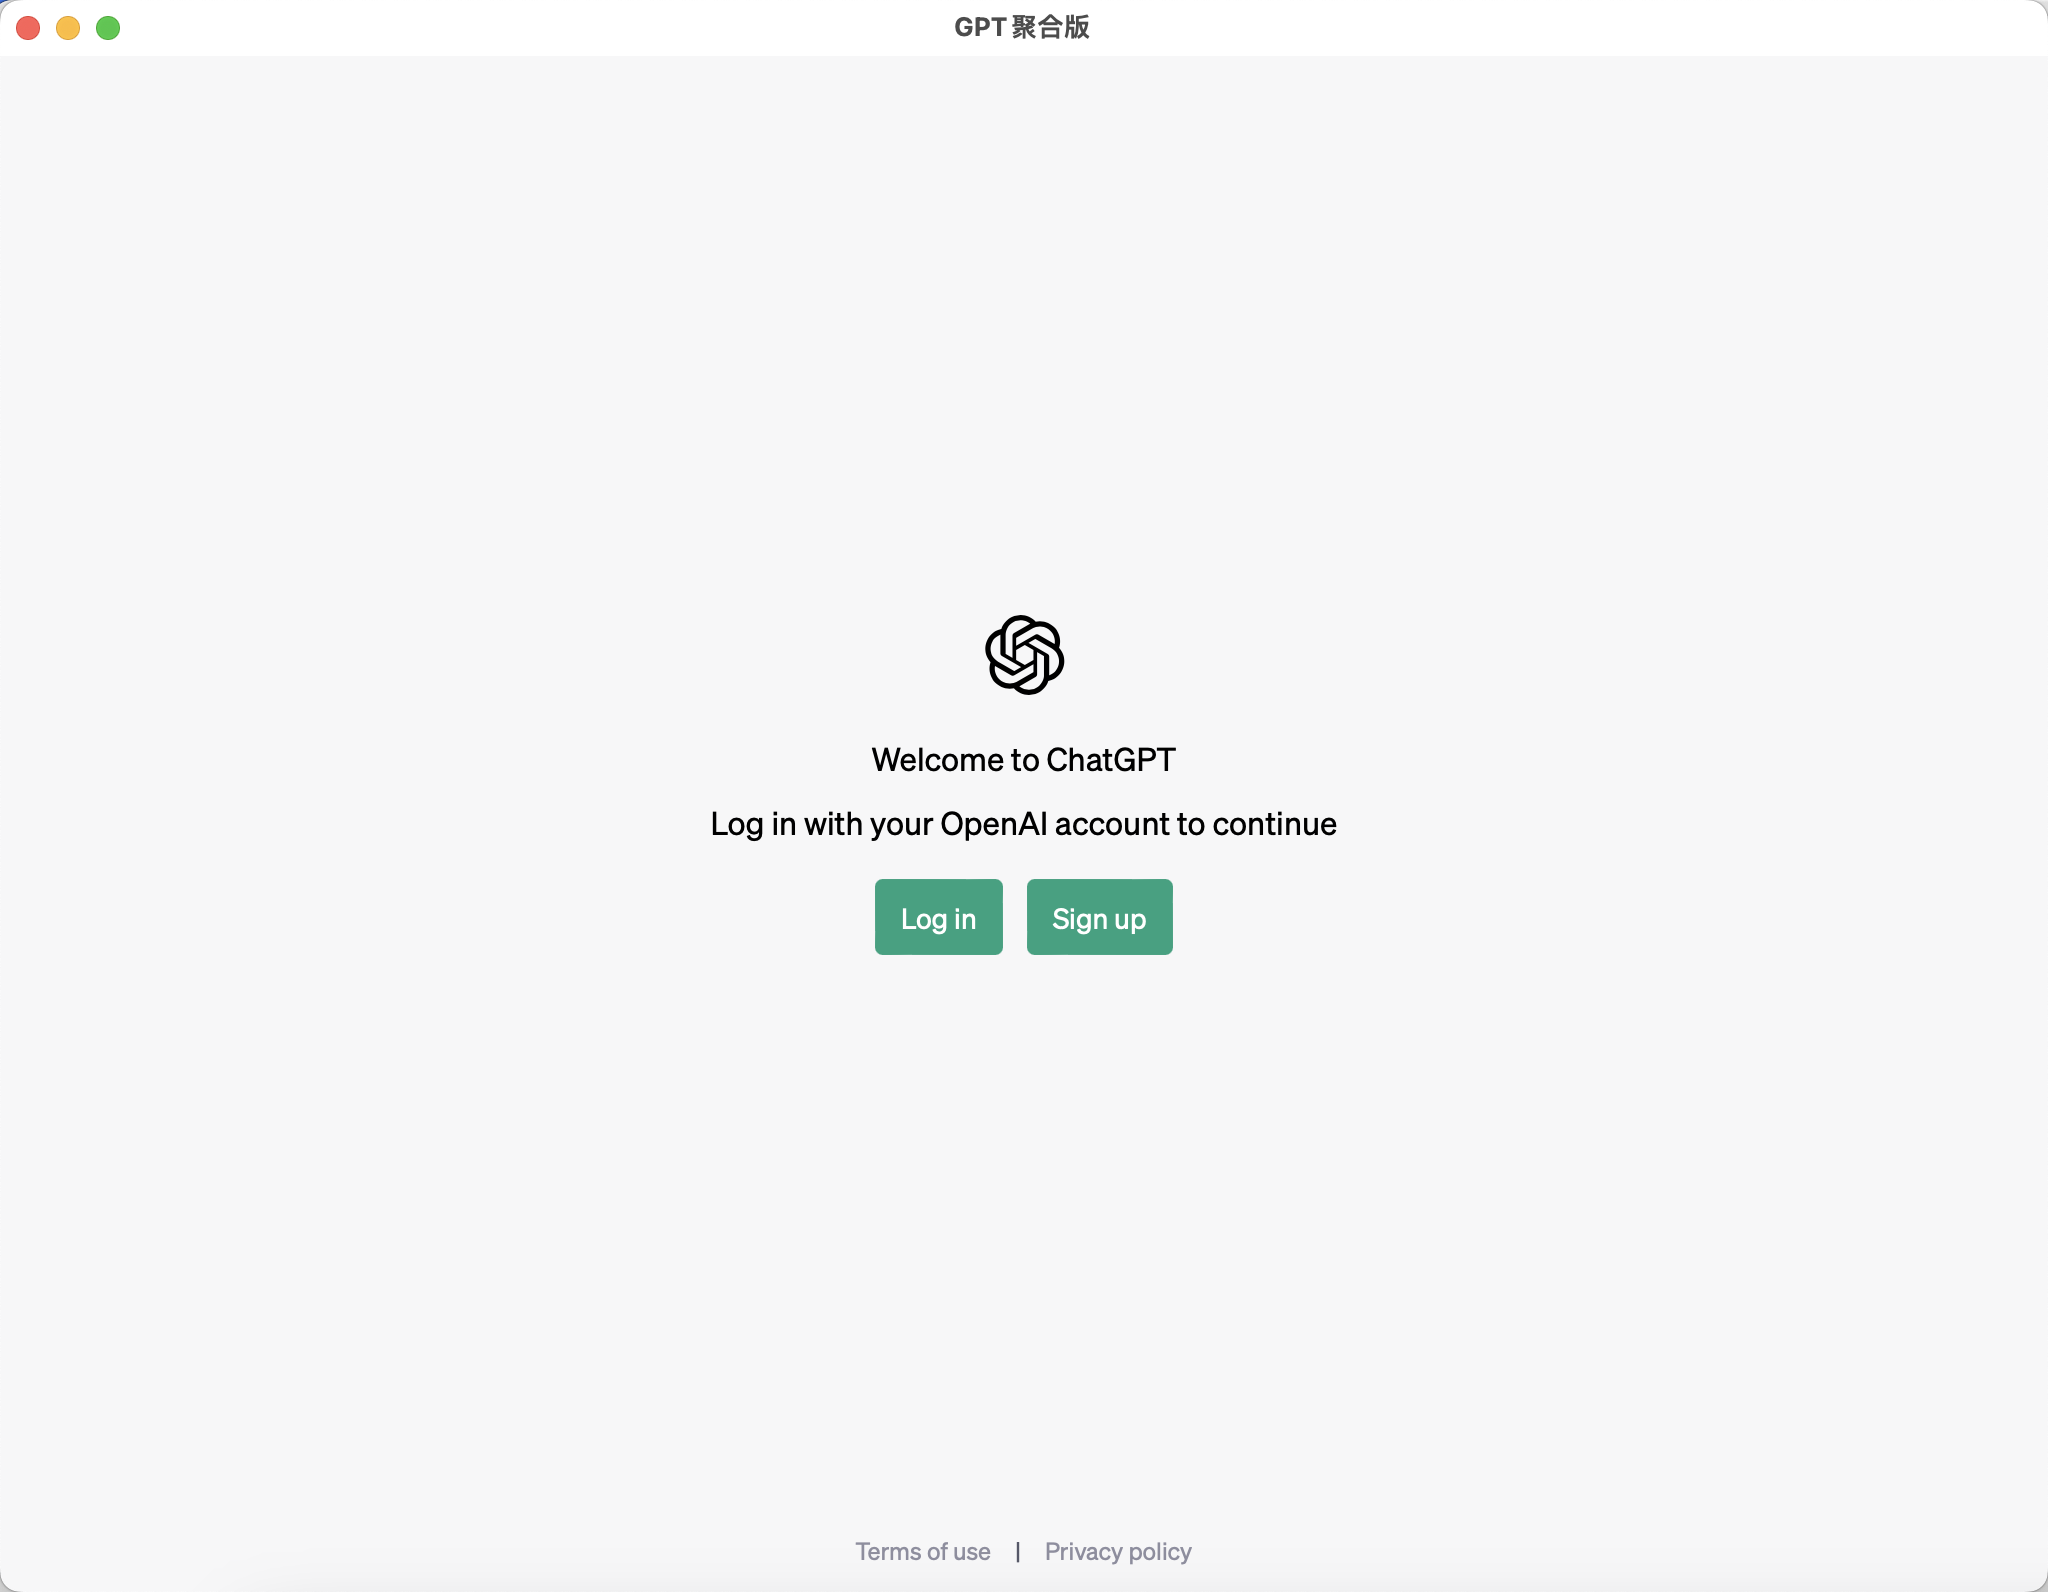 GPT 聚合版
Welcome to ChatGPT
Log in with your OpenAI account to continue
Log in
Sign up
Terms of use | Privacy policy